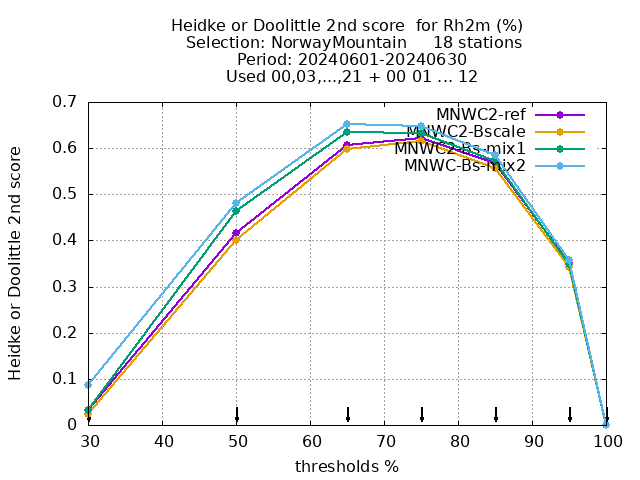 Heidke or Doolittle 2nd score  for Rh2m (%)
Selection: NorwayMountain     18 stations
Period: 20240601-20240630
Used 00,03,...,21 + 00 01 ... 12
MNWC2-ref
MNWC2-Bscale
MNWC2-Bs-mix1
MNWC-Bs-mix2
Heidke or Doolittle 2nd score
0.7
0.6
0.5
0.4
0.3
0.2
0.1
0
30 40 50 60 70 80 90 100
thresholds %